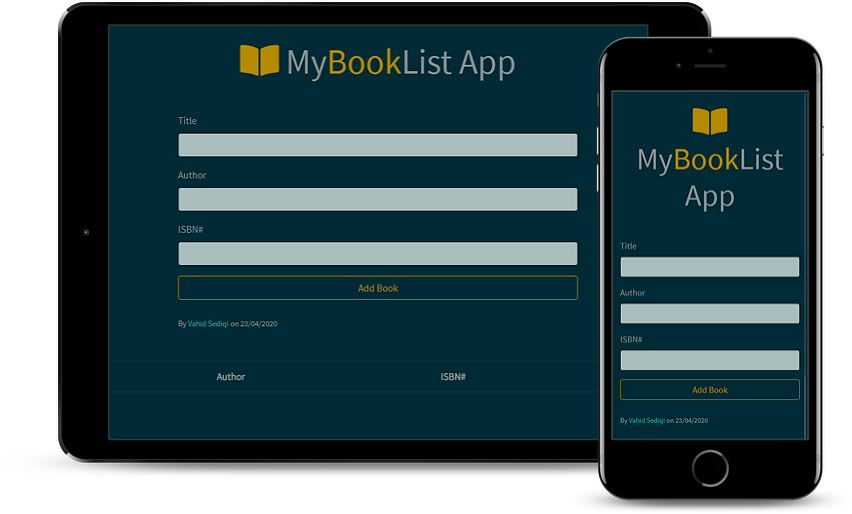 MyBookList App
Title
Author
ISBN#
Add Book
By Vahid Sediqi on 23/04/2020
Author ISBN#
MyBookList
App
Title
Author
ISBN#
Add Book
By Vahid Sediqi on 23/04/2020